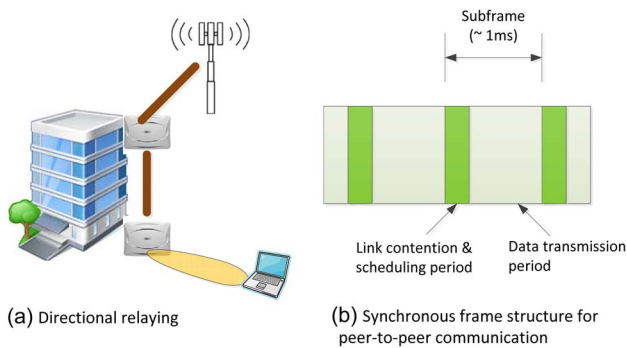 Subframe
(~ 1ms)
Link contention &
scheduling period
Data transmission
period
(a) Directional relaying
(b) Synchronous frame structure for
peer-to-peer communication